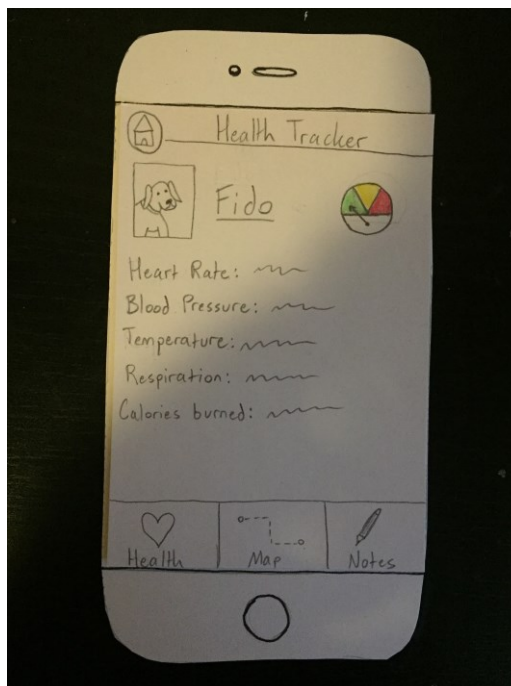 Health Tracker
Fido
Heart Rate:
Blood Pressure:
Temperature:
Respiration:
Calories burned:
Health Map Notes